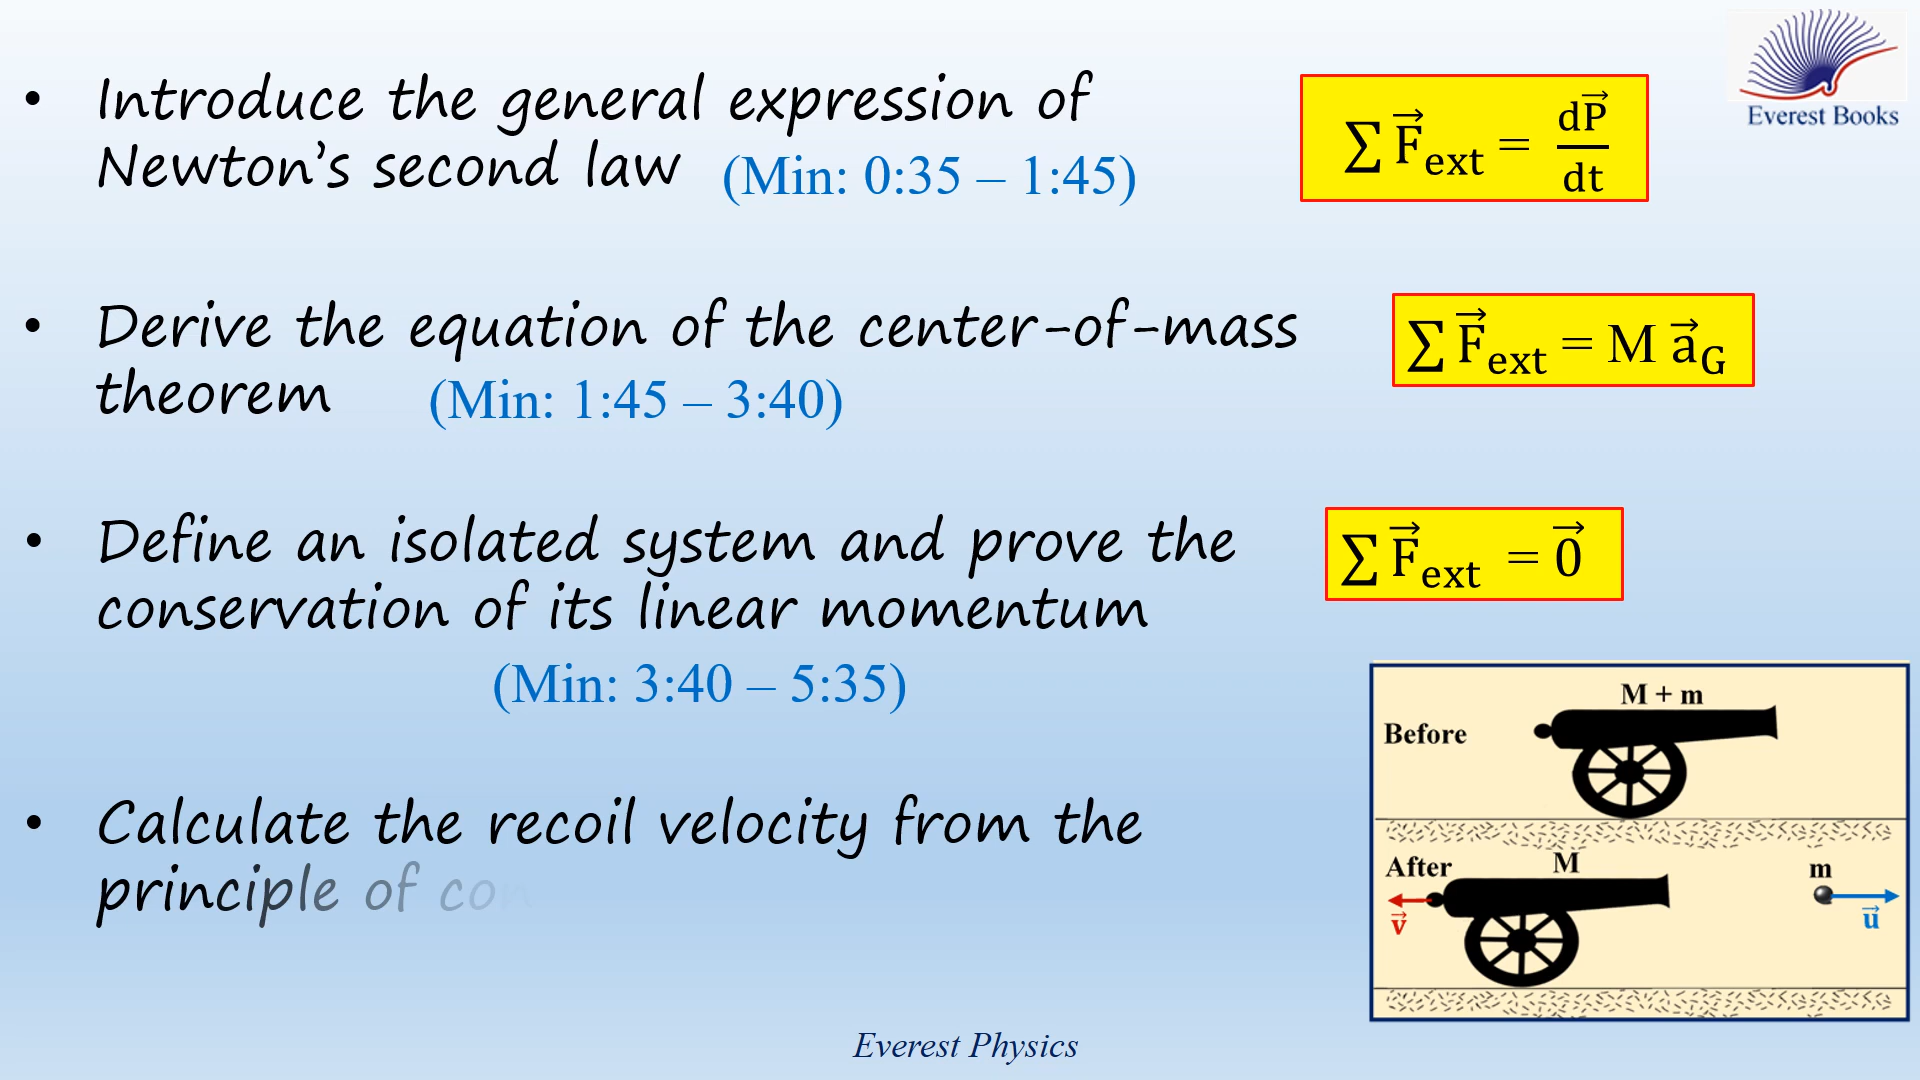 • Introduce the general expression of
Newton’s second law (Min: 0:35 – 1:45)
∑ F⃗ext = dP⃗/dt
Everest Books
• Derive the equation of the center-of-mass
theorem (Min: 1:45 – 3:40)
∑ F⃗ext = M a⃗G
• Define an isolated system and prove the
conservation of its linear momentum
(Min: 3:40 – 5:35)
∑ F⃗ext = 0⃗
• Calculate the recoil velocity from the
principle of
M + m
Before
After
M
m
v⃗
u⃗
Everest Physics